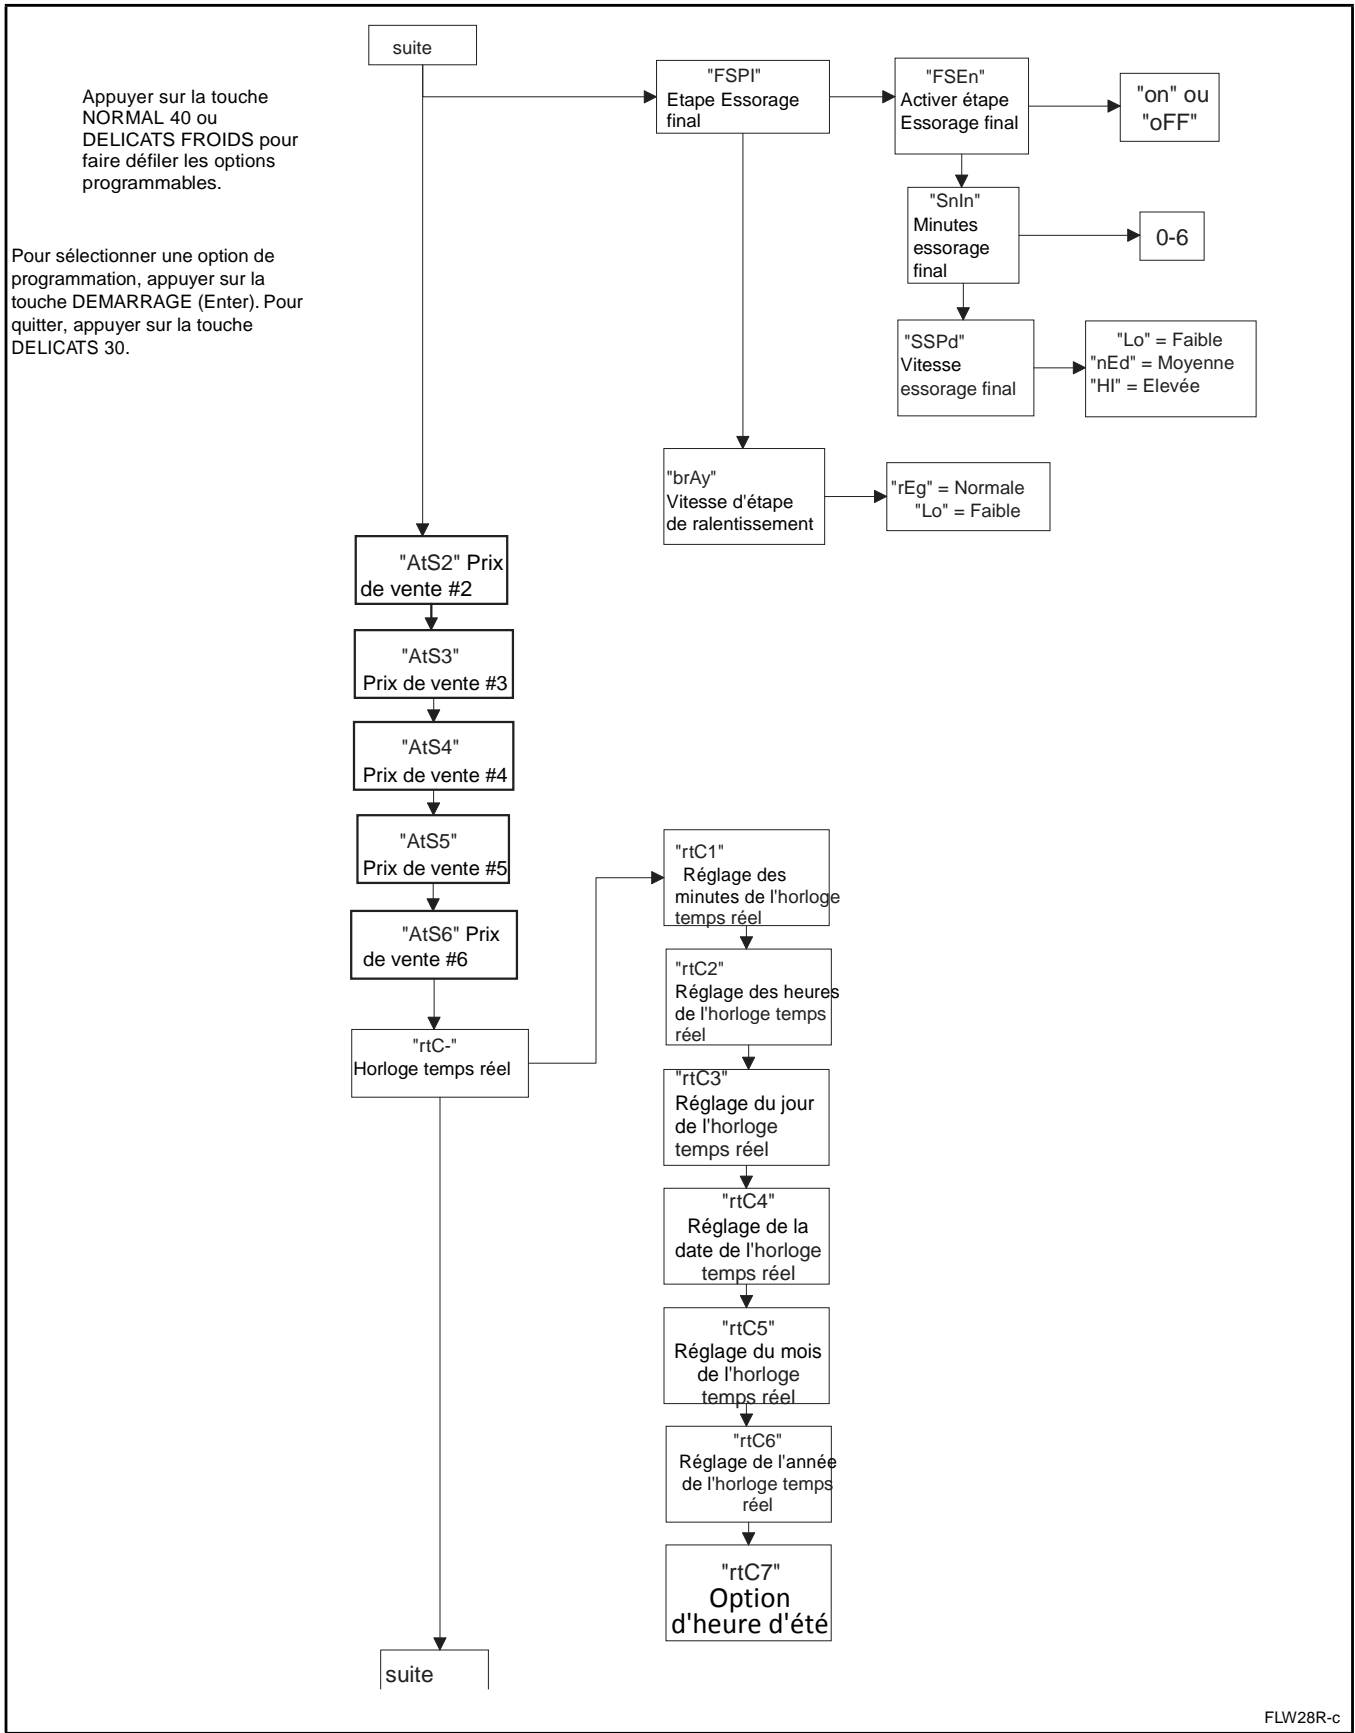 suite
Appuyer sur la touche
NORMAL 40 ou
DELICATS FROIDS pour
faire défiler les options
programmables.
Pour sélectionner une option de
programmation, appuyer sur la
touche DEMARRAGE (Enter). Pour
quitter, appuyer sur la touche
DELICATS 30.
"FSPI"
Etape Essorage
final
"FSEn"
Activer étape
Essorage final
"on" ou
"oFF"
"SnIn"
Minutes
essorage
final
0-6
"SSPd"
Vitesse
essorage final
"Lo" = Faible
"nEd" = Moyenne
"HI" = Elevée
"brAy"
Vitesse d'étape
de ralentissement
"rEg" = Normale
"Lo" = Faible
"AtS2" Prix
de vente #2
"AtS3"
Prix de vente #3
"AtS4"
Prix de vente #4
"AtS5"
Prix de vente #5
"AtS6" Prix
de vente #6
"rtC-"
Horloge temps réel
"rtC1"
Réglage des
minutes de l'horloge
temps réel
"rtC2"
Réglage des heures
de l'horloge temps
réel
"rtC3"
Réglage du jour
de l'horloge
temps réel
"rtC4"
Réglage de la
date de l'horloge
temps réel
"rtC5"
Réglage du mois
de l'horloge
temps réel
"rtC6"
Réglage de l'année
de l'horloge temps
réel
"rtC7"
Option
d'heure d'été
suite
FLW28R-c